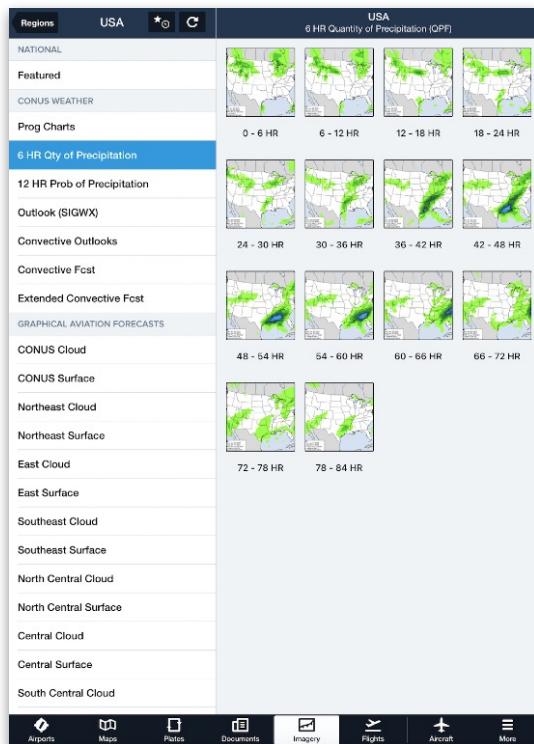 Regions
USA
USA
6 HR Quantity of Precipitation (QPF)
NATIONAL
Featured
CONUS WEATHER
Prog Charts
6 HR Qty of Precipitation
12 HR Prob of Precipitation
Outlook (SIGWX)
Convective Outlooks
Convective Fcst
Extended Convective Fcst
GRAPHICAL AVIATION FORECASTS
CONUS Cloud
CONUS Surface
Northeast Cloud
Northeast Surface
East Cloud
East Surface
Southeast Cloud
Southeast Surface
North Central Cloud
North Central Surface
Central Cloud
Central Surface
South Central Cloud
0 - 6 HR
6 - 12 HR
12 - 18 HR
18 - 24 HR
24 - 30 HR
30 - 36 HR
36 - 42 HR
42 - 48 HR
48 - 54 HR
54 - 60 HR
60 - 66 HR
66 - 72 HR
72 - 78 HR
78 - 84 HR
Airports
Maps
Plates
Documents
Imagery
Flights
Aircraft
More